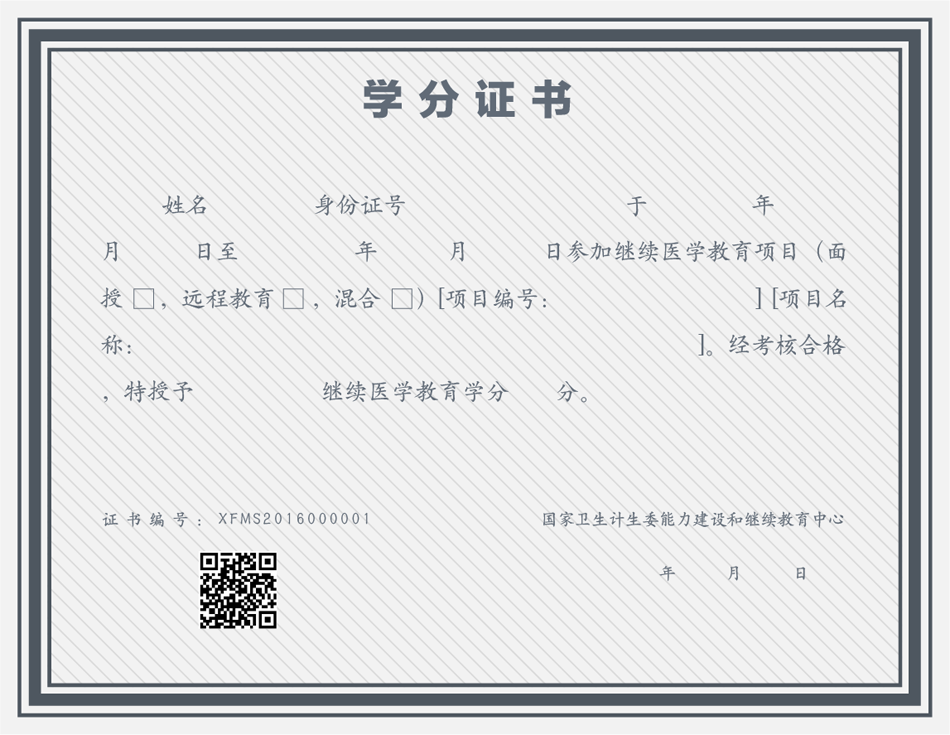 学分证书
姓名 身份证号 于 年
月 日至 年 月 日参加继续医学教育项目（面
授 □，远程教育 □，混合 □）[项目编号： ] [项目名
称： ]。经考核合格
，特授予 继续医学教育学分 分。
证书编号：XFMS2016000001 国家卫生计生委能力建设和继续教育中心
年 月 日